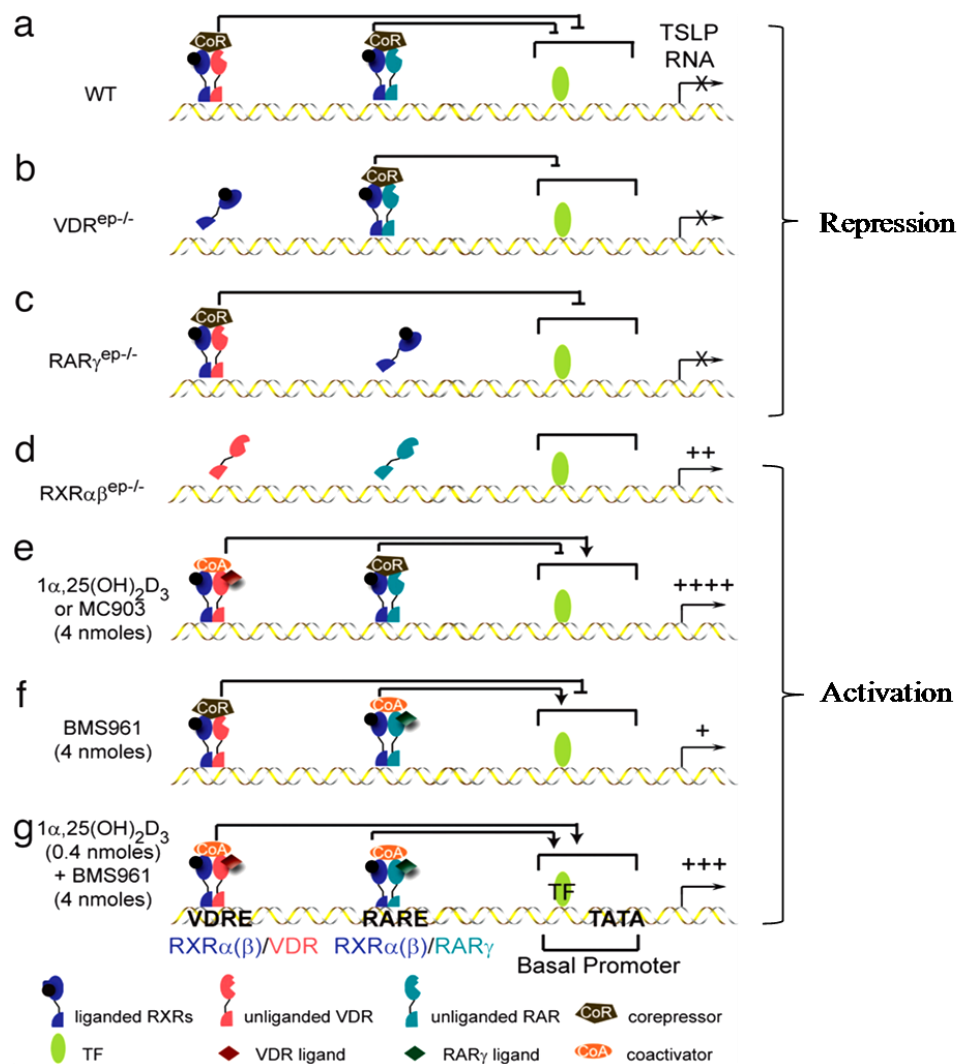 a
WT
CoR
CoR
TSLP
RNA
X
b
VDRep-/-
CoR
X
Repression
c
RARγep-/-
CoR
X
d
RXRαβep-/-
++
e
1α,25(OH)2D3
or MC903
(4 nmoles)
CoA
CoR
++++
Activation
f
BMS961
(4 nmoles)
CoR
CoA
+
g
1α,25(OH)2D3
(0.4 nmoles)
+ BMS961
(4 nmoles)
CoA
CoA
TF
+++
VDRE
RARE
TATA
RXRα(β)/VDR
RXRα(β)/RARγ
Basal Promoter
liganded RXRs
unliganded VDR
unliganded RAR
CoR
corepressor
TF
VDR ligand
RARγ ligand
CoA
coactivator